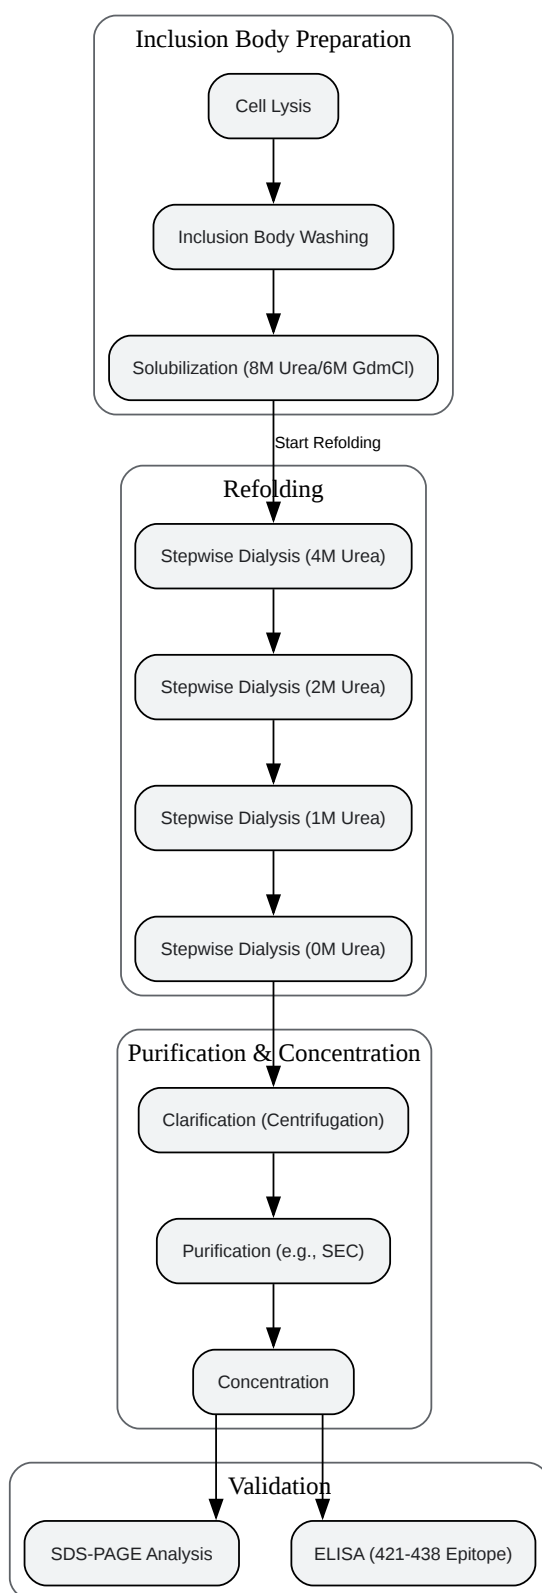 Inclusion Body Preparation
Cell Lysis
Inclusion Body Washing
Solubilization (8M Urea/6M GdmCl)
Start Refolding
Refolding
Stepwise Dialysis (4M Urea)
Stepwise Dialysis (2M Urea)
Stepwise Dialysis (1M Urea)
Stepwise Dialysis (0M Urea)
Purification & Concentration
Clarification (Centrifugation)
Purification (e.g., SEC)
Concentration
Validation
SDS-PAGE Analysis
ELISA (421-438 Epitope)